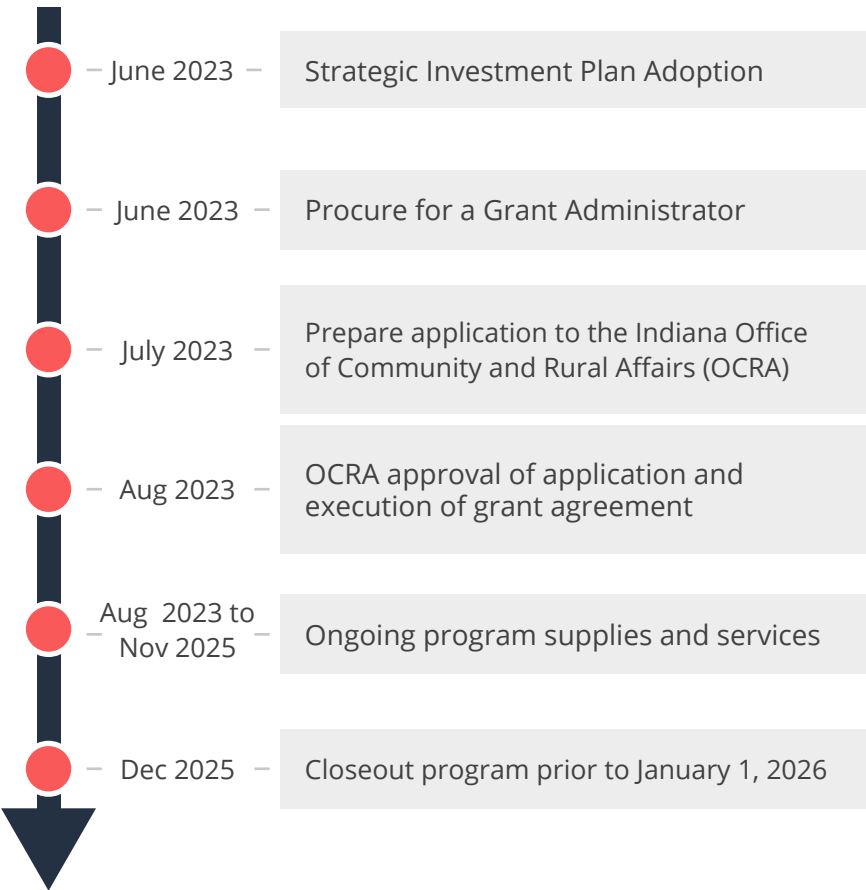 June 2023
Strategic Investment Plan Adoption
June 2023
Procure for a Grant Administrator
July 2023
Prepare application to the Indiana Office
of Community and Rural Affairs (OCRA)
Aug 2023
OCRA approval of application and
execution of grant agreement
Aug 2023 to
Nov 2025
Ongoing program supplies and services
Dec 2025
Closeout program prior to January 1, 2026